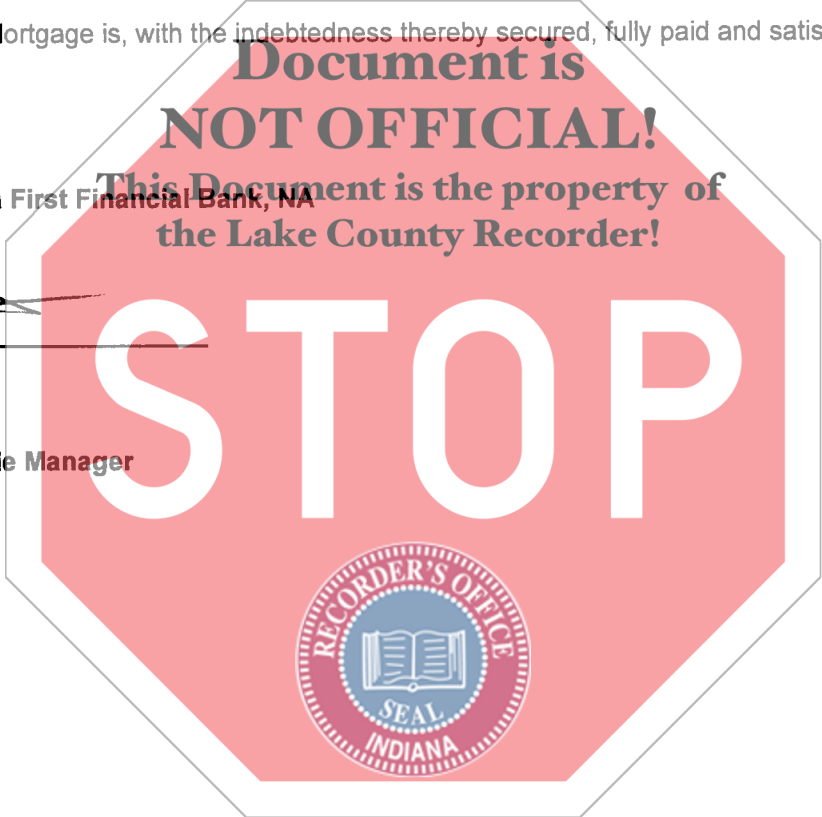 ortgage is, with the indebtedness thereby secured, fully paid and satis
Document is
NOT OFFICIAL!
This Document is the property of
First Financial Bank, NA
the Lake County Recorder!
STOP
e Manager
RECORDER'S OFFICE
SEAL
INDIANA